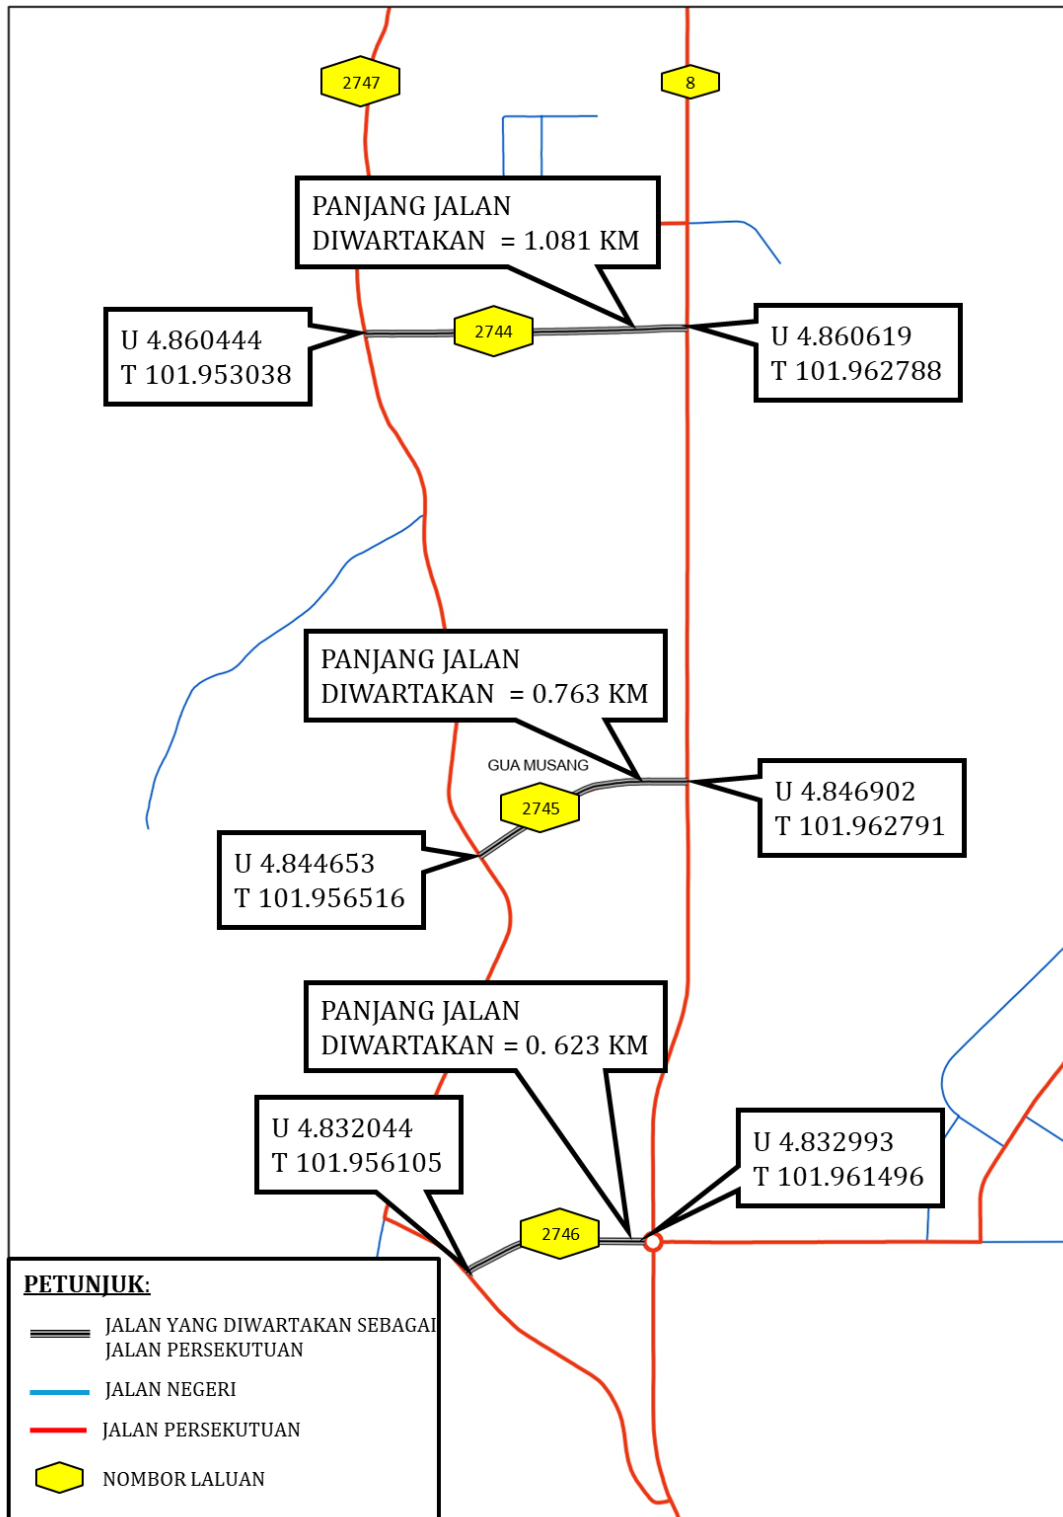 2747
8
PANJANG JALAN
DIWARTAKAN = 1.081 KM
2744
U 4.860444
T 101.953038
U 4.860619
T 101.962788
PANJANG JALAN
DIWARTAKAN = 0.763 KM
GUA MUSANG
2745
U 4.846902
T 101.962791
U 4.844653
T 101.956516
PANJANG JALAN
DIWARTAKAN = 0. 623 KM
U 4.832044
T 101.956105
U 4.832993
T 101.961496
2746
PETUNJUK:
JALAN YANG DIWARTAKAN SEBAGAI
JALAN PERSEKUTUAN
JALAN NEGERI
JALAN PERSEKUTUAN
NOMBOR LALUAN